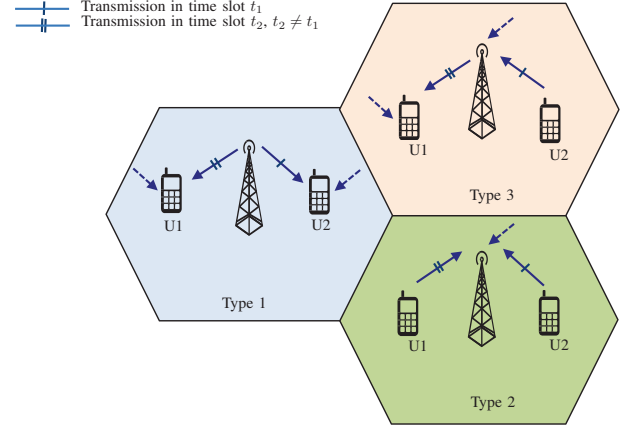 Transmission in time slot t₁
Transmission in time slot t₂, t₂ ≠ t₁
U1
U2
Type 3
U1
U2
Type 1
U1
U2
Type 2